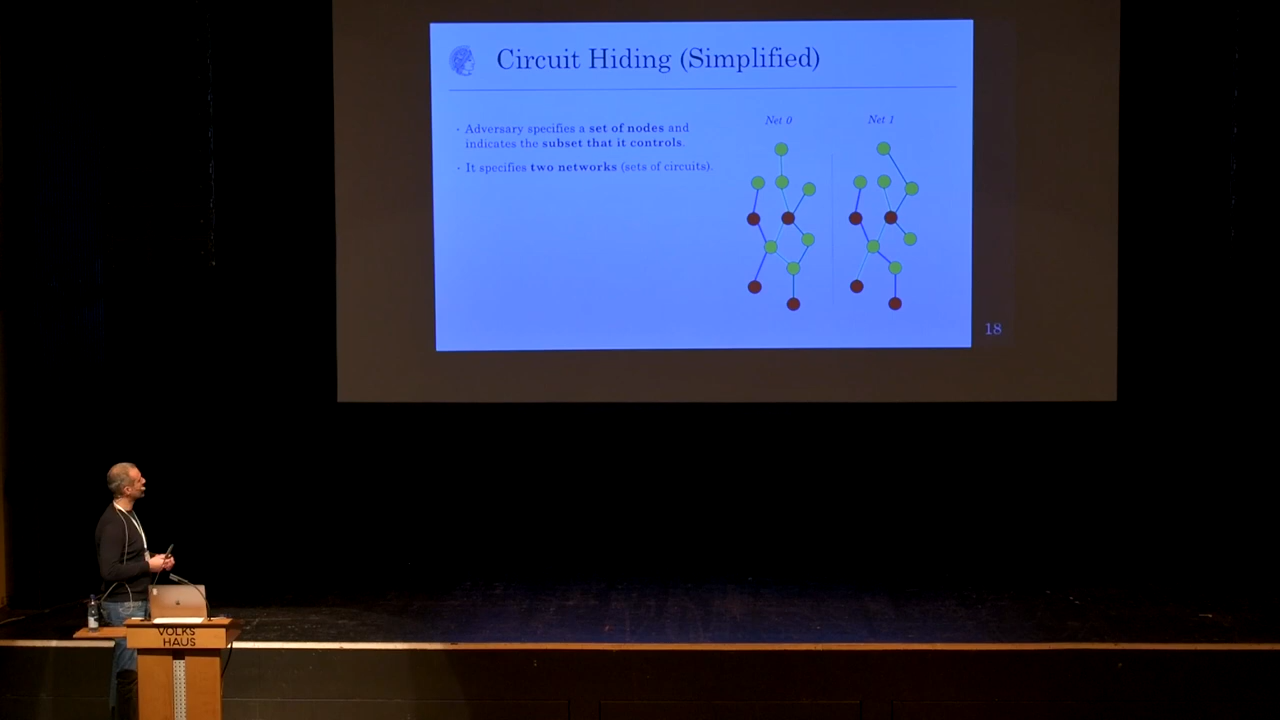 Circuit Hiding (Simplified)
· Adversary specifies a set of nodes and
indicates the subset that it controls.
· It specifies two networks (sets of circuits).
Net 0
Net 1
18
VOLKS
HAUS